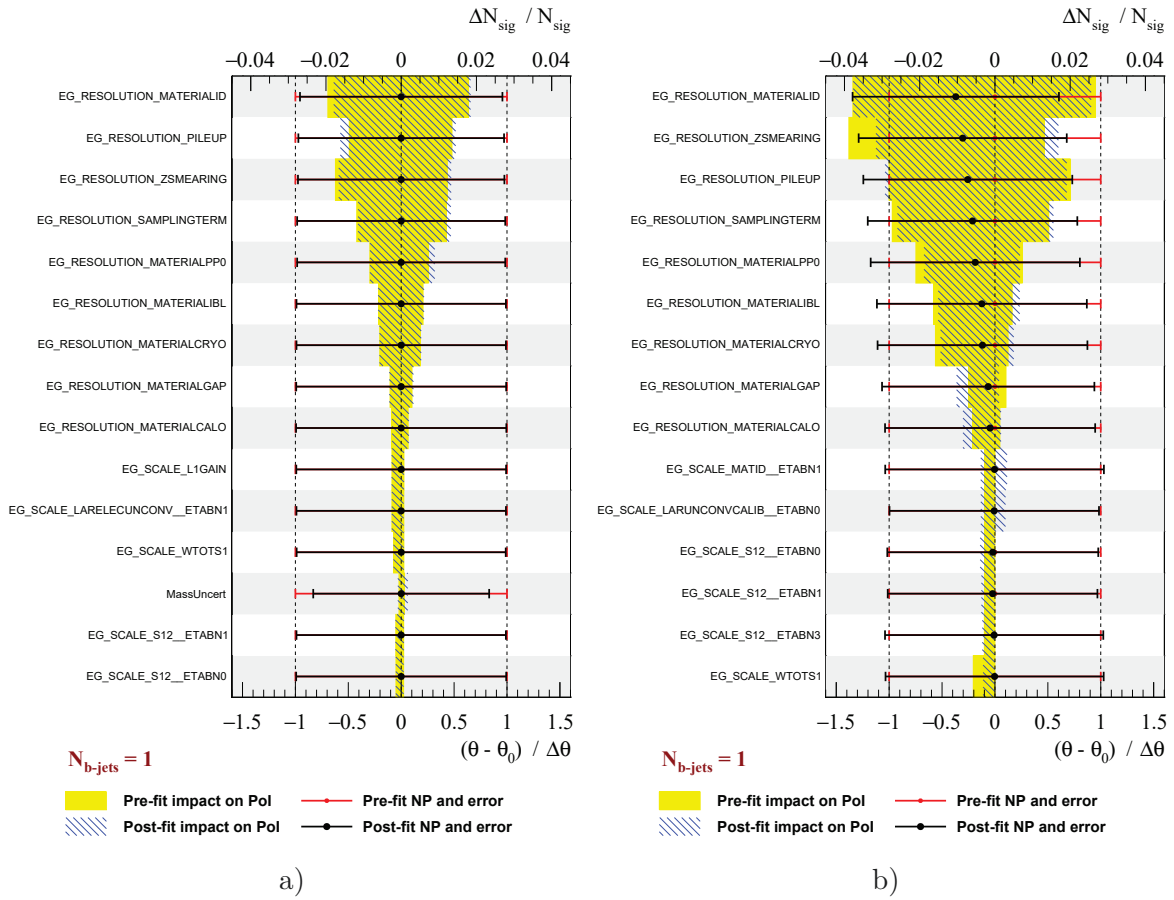 ΔN_sig / N_sig
−0.04 −0.02 0 0.02 0.04
EG_RESOLUTION_MATERIALID
EG_RESOLUTION_PILEUP
EG_RESOLUTION_ZSMEARING
EG_RESOLUTION_SAMPLINGTERM
EG_RESOLUTION_MATERIALPP0
EG_RESOLUTION_MATERIALIBL
EG_RESOLUTION_MATERIALCRYO
EG_RESOLUTION_MATERIALGAP
EG_RESOLUTION_MATERIALCALO
EG_SCALE_L1GAIN
EG_SCALE_LARELECUNCONV__ETABN1
EG_SCALE_WTOTS1
MassUncert
EG_SCALE_S12__ETABN1
EG_SCALE_S12__ETABN0
−1.5 −1 −0.5 0 0.5 1 1.5
(θ - θ_0) / Δθ
N_b-jets = 1
Pre-fit impact on PoI
Pre-fit NP and error
Post-fit impact on PoI
Post-fit NP and error
a)
ΔN_sig / N_sig
−0.04 −0.02 0 0.02 0.04
EG_RESOLUTION_MATERIALID
EG_RESOLUTION_ZSMEARING
EG_RESOLUTION_PILEUP
EG_RESOLUTION_SAMPLINGTERM
EG_RESOLUTION_MATERIALPP0
EG_RESOLUTION_MATERIALIBL
EG_RESOLUTION_MATERIALCRYO
EG_RESOLUTION_MATERIALGAP
EG_RESOLUTION_MATERIALCALO
EG_SCALE_MATID__ETABN1
EG_SCALE_LARUNCONVCALIB__ETABN0
EG_SCALE_S12__ETABN0
EG_SCALE_S12__ETABN1
EG_SCALE_S12__ETABN3
EG_SCALE_WTOTS1
−1.5 −1 −0.5 0 0.5 1 1.5
(θ - θ_0) / Δθ
N_b-jets = 1
Pre-fit impact on PoI
Pre-fit NP and error
Post-fit impact on PoI
Post-fit NP and error
b)